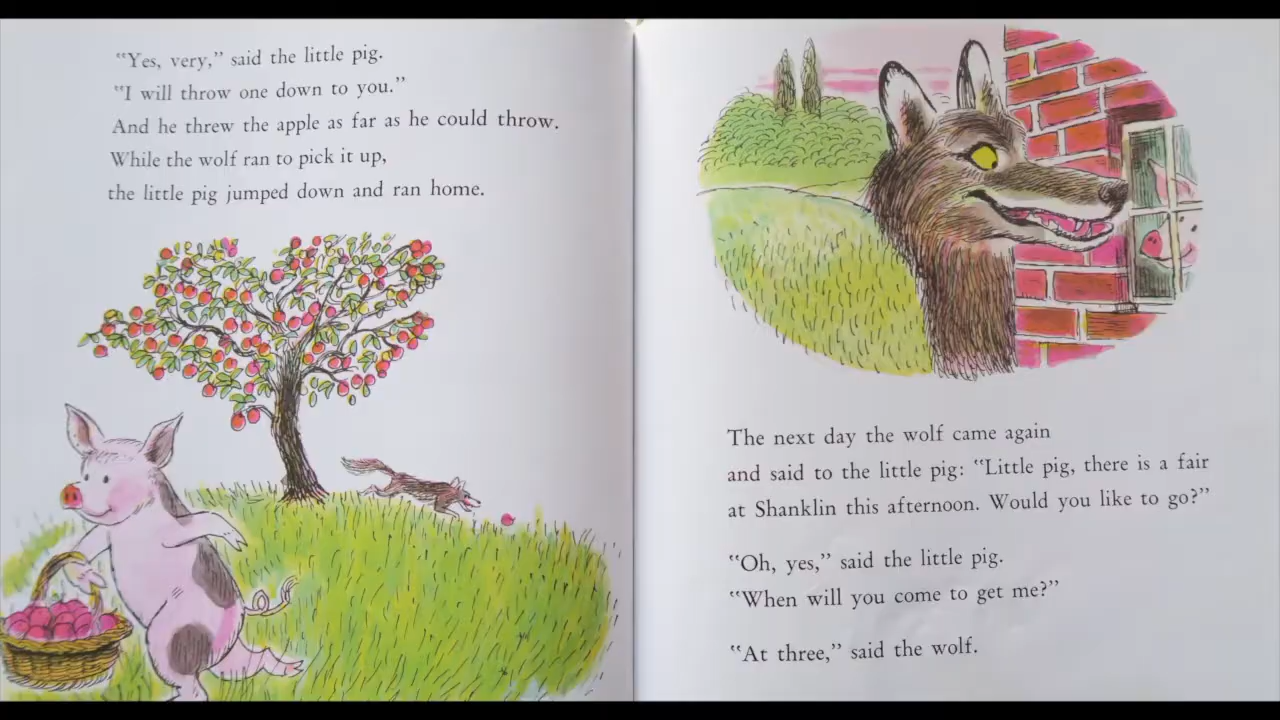 “Yes, very,” said the little pig.
“I will throw one down to you.”
And he threw the apple as far as he could throw.
While the wolf ran to pick it up,
the little pig jumped down and ran home.
The next day the wolf came again
and said to the little pig: “Little pig, there is a fair
at Shanklin this afternoon. Would you like to go?”
“Oh, yes,” said the little pig.
“When will you come to get me?”
“At three,” said the wolf.